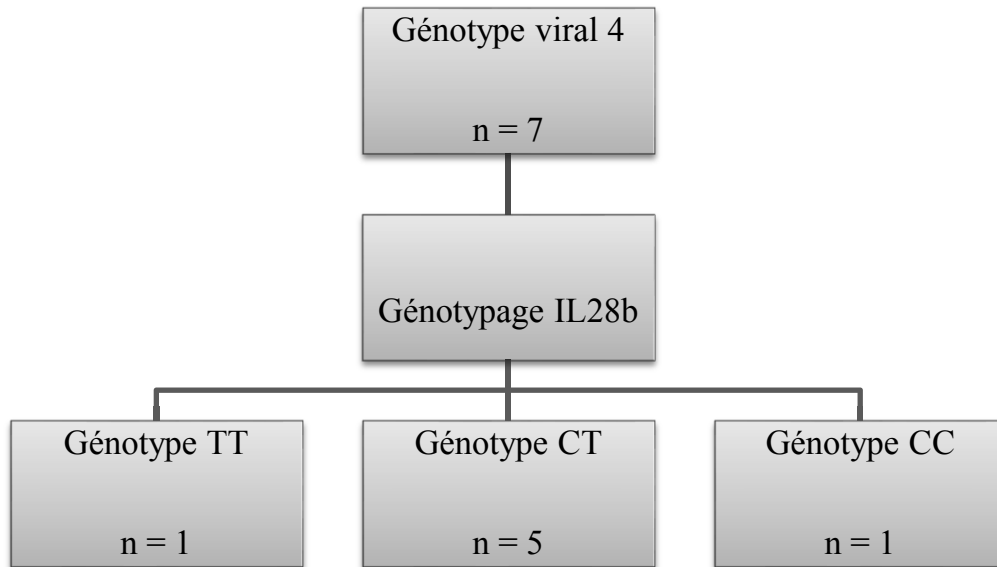 Génotype viral 4
n = 7
Génotypage IL28b
Génotype TT
n = 1
Génotype CT
n = 5
Génotype CC
n = 1